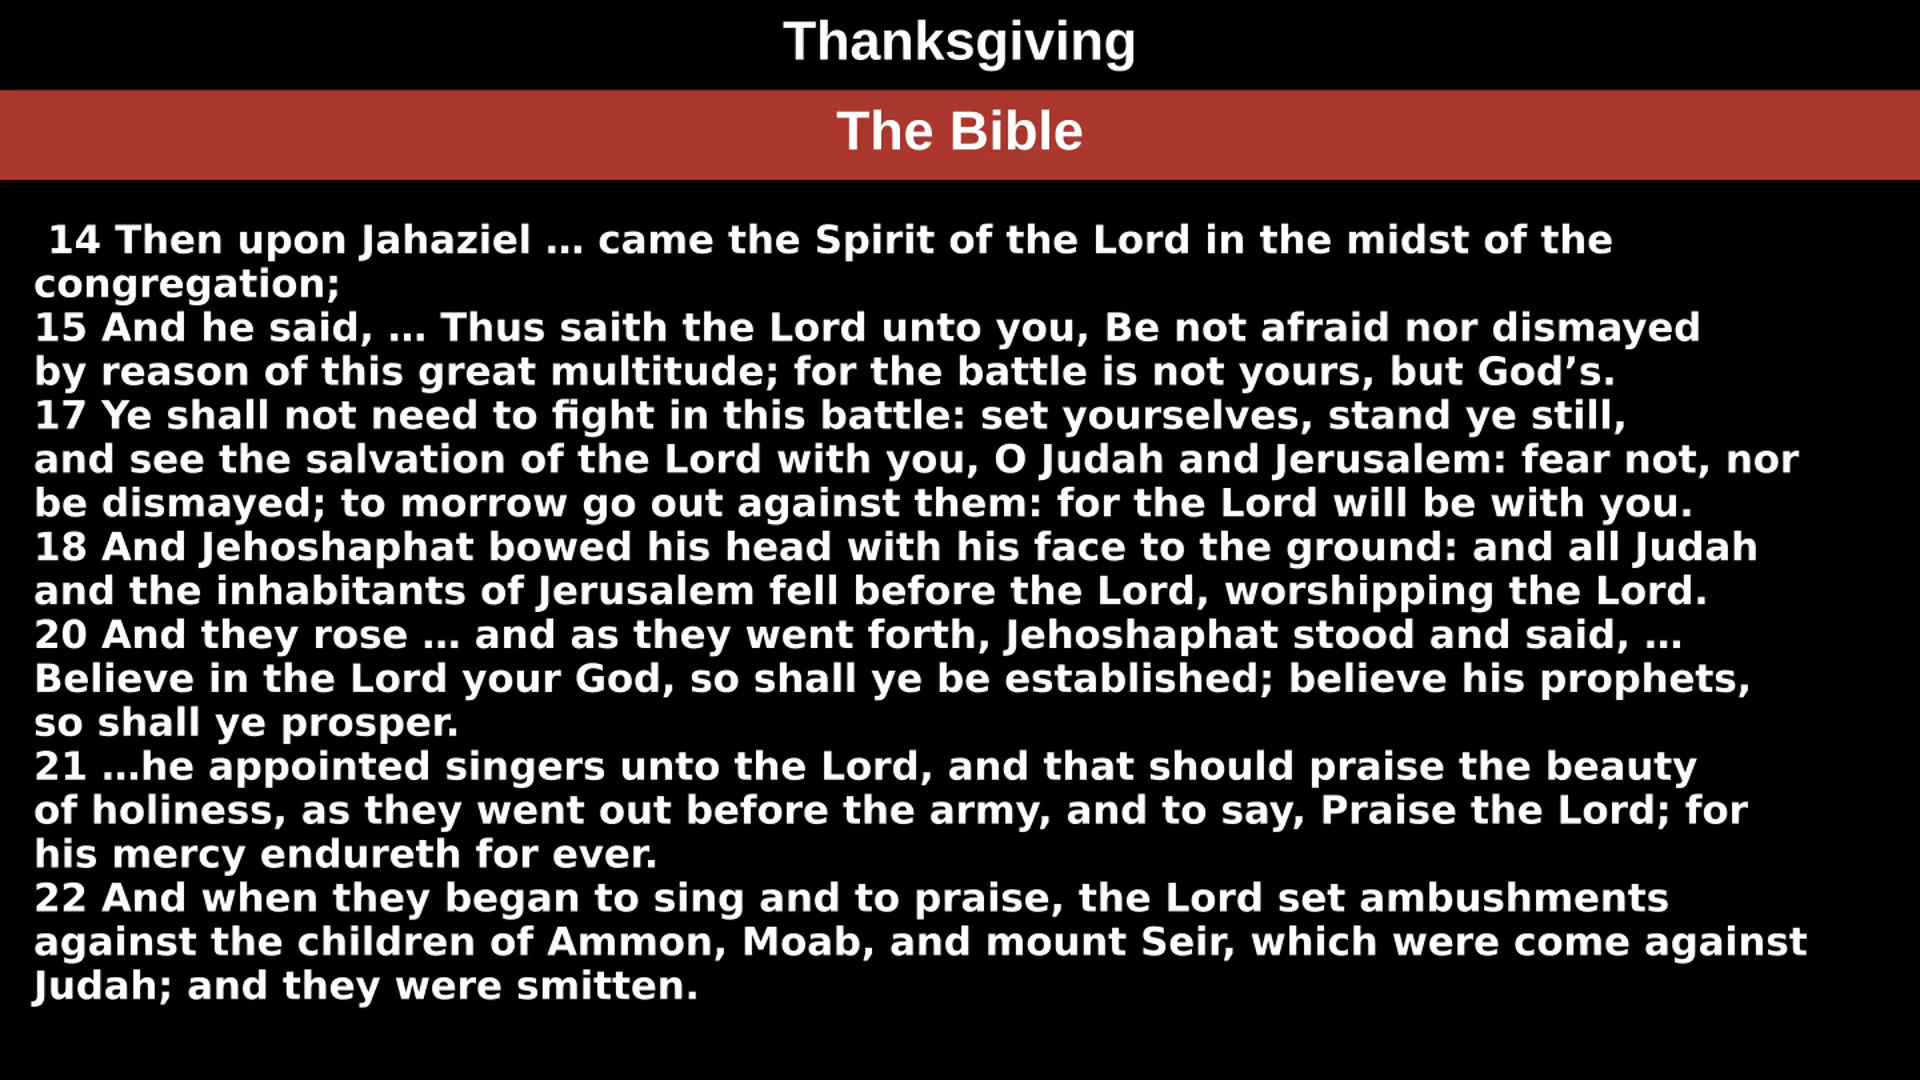 Thanksgiving
The Bible
14 Then upon Jahaziel … came the Spirit of the Lord in the midst of the
congregation;
15 And he said, … Thus saith the Lord unto you, Be not afraid nor dismayed
by reason of this great multitude; for the battle is not yours, but God’s.
17 Ye shall not need to fight in this battle: set yourselves, stand ye still,
and see the salvation of the Lord with you, O Judah and Jerusalem: fear not, nor
be dismayed; to morrow go out against them: for the Lord will be with you.
18 And Jehoshaphat bowed his head with his face to the ground: and all Judah
and the inhabitants of Jerusalem fell before the Lord, worshipping the Lord.
20 And they rose … and as they went forth, Jehoshaphat stood and said, …
Believe in the Lord your God, so shall ye be established; believe his prophets,
so shall ye prosper.
21 …he appointed singers unto the Lord, and that should praise the beauty
of holiness, as they went out before the army, and to say, Praise the Lord; for
his mercy endureth for ever.
22 And when they began to sing and to praise, the Lord set ambushments
against the children of Ammon, Moab, and mount Seir, which were come against
Judah; and they were smitten.